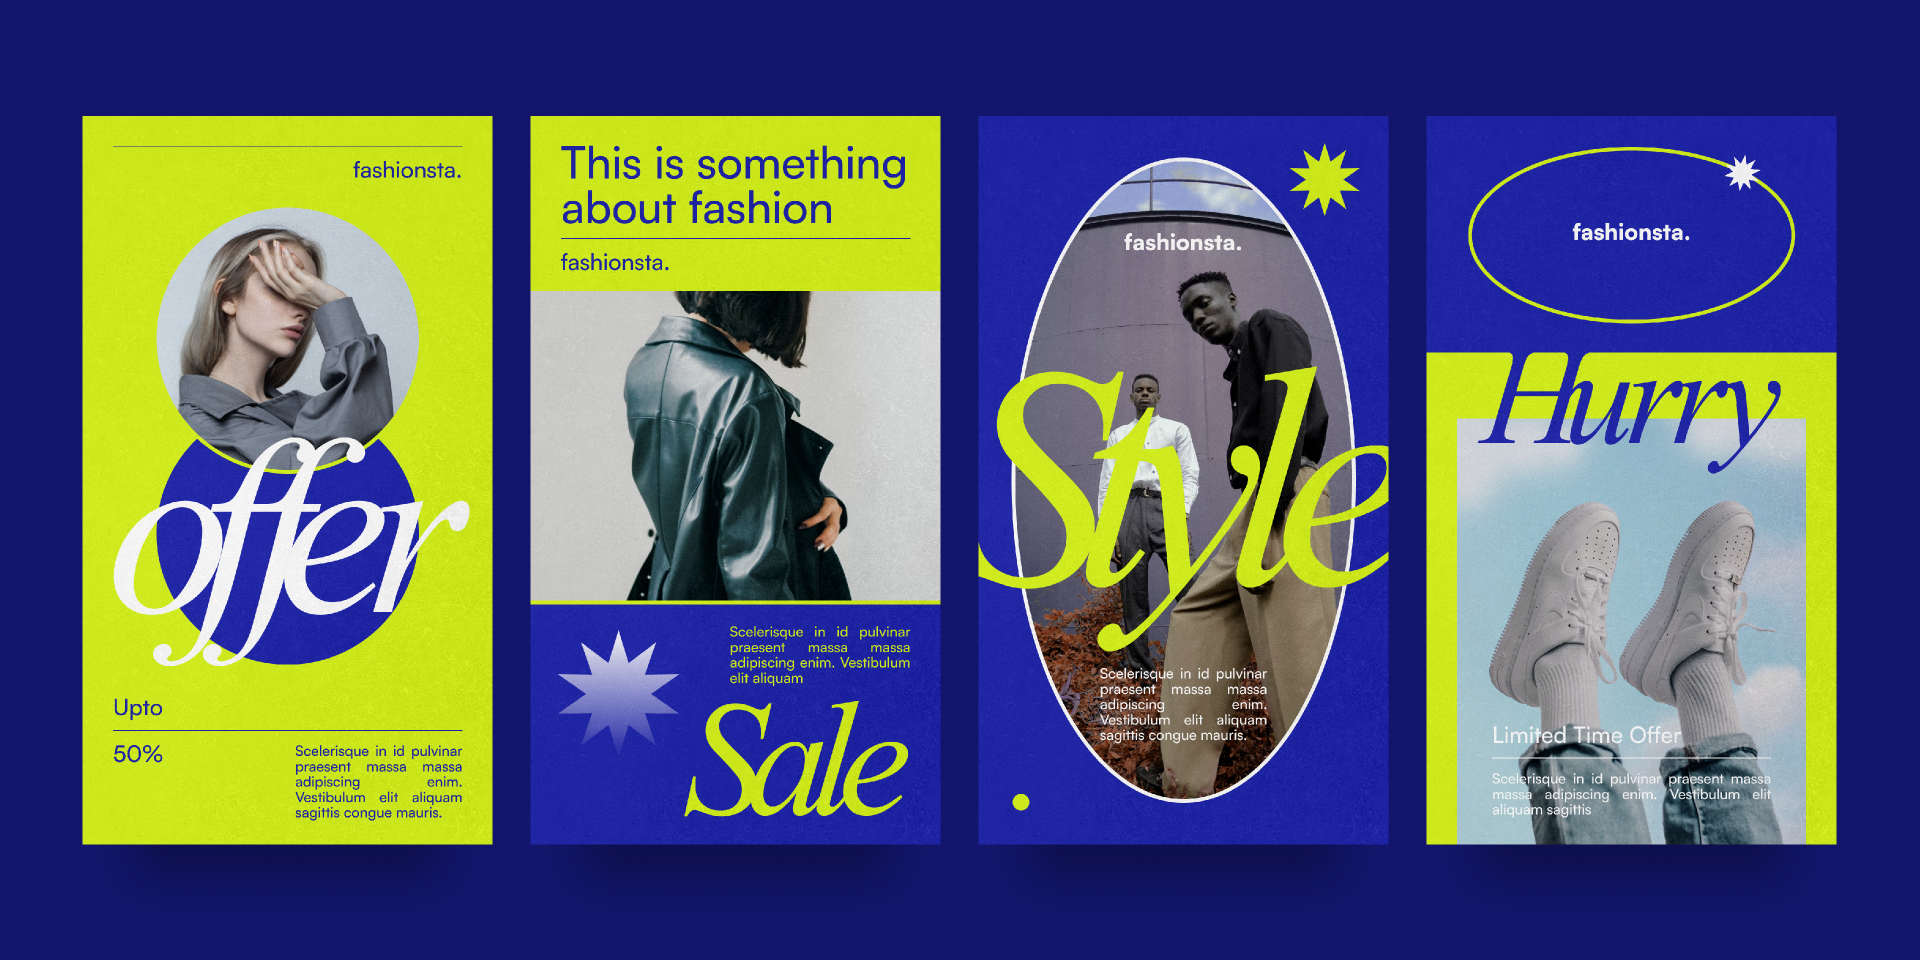 fashionsta.
offer
Upto
50%
Scelerisque in id pulvinar
praesent massa massa
adipiscing enim.
Vestibulum elit aliquam
sagittis congue mauris.
This is something
about fashion
fashionsta.
Scelerisque in id pulvinar
praesent massa massa
adipiscing enim. Vestibulum
elit aliquam
Sale
fashionsta.
Style
Scelerisque in id pulvinar
praesent massa massa
adipiscing enim.
Vestibulum elit aliquam
sagittis congue mauris.
fashionsta.
Hurry
Limited Time Offer
Scelerisque in id pulvinar praesent massa
massa adipiscing enim. Vestibulum elit
aliquam sagittis